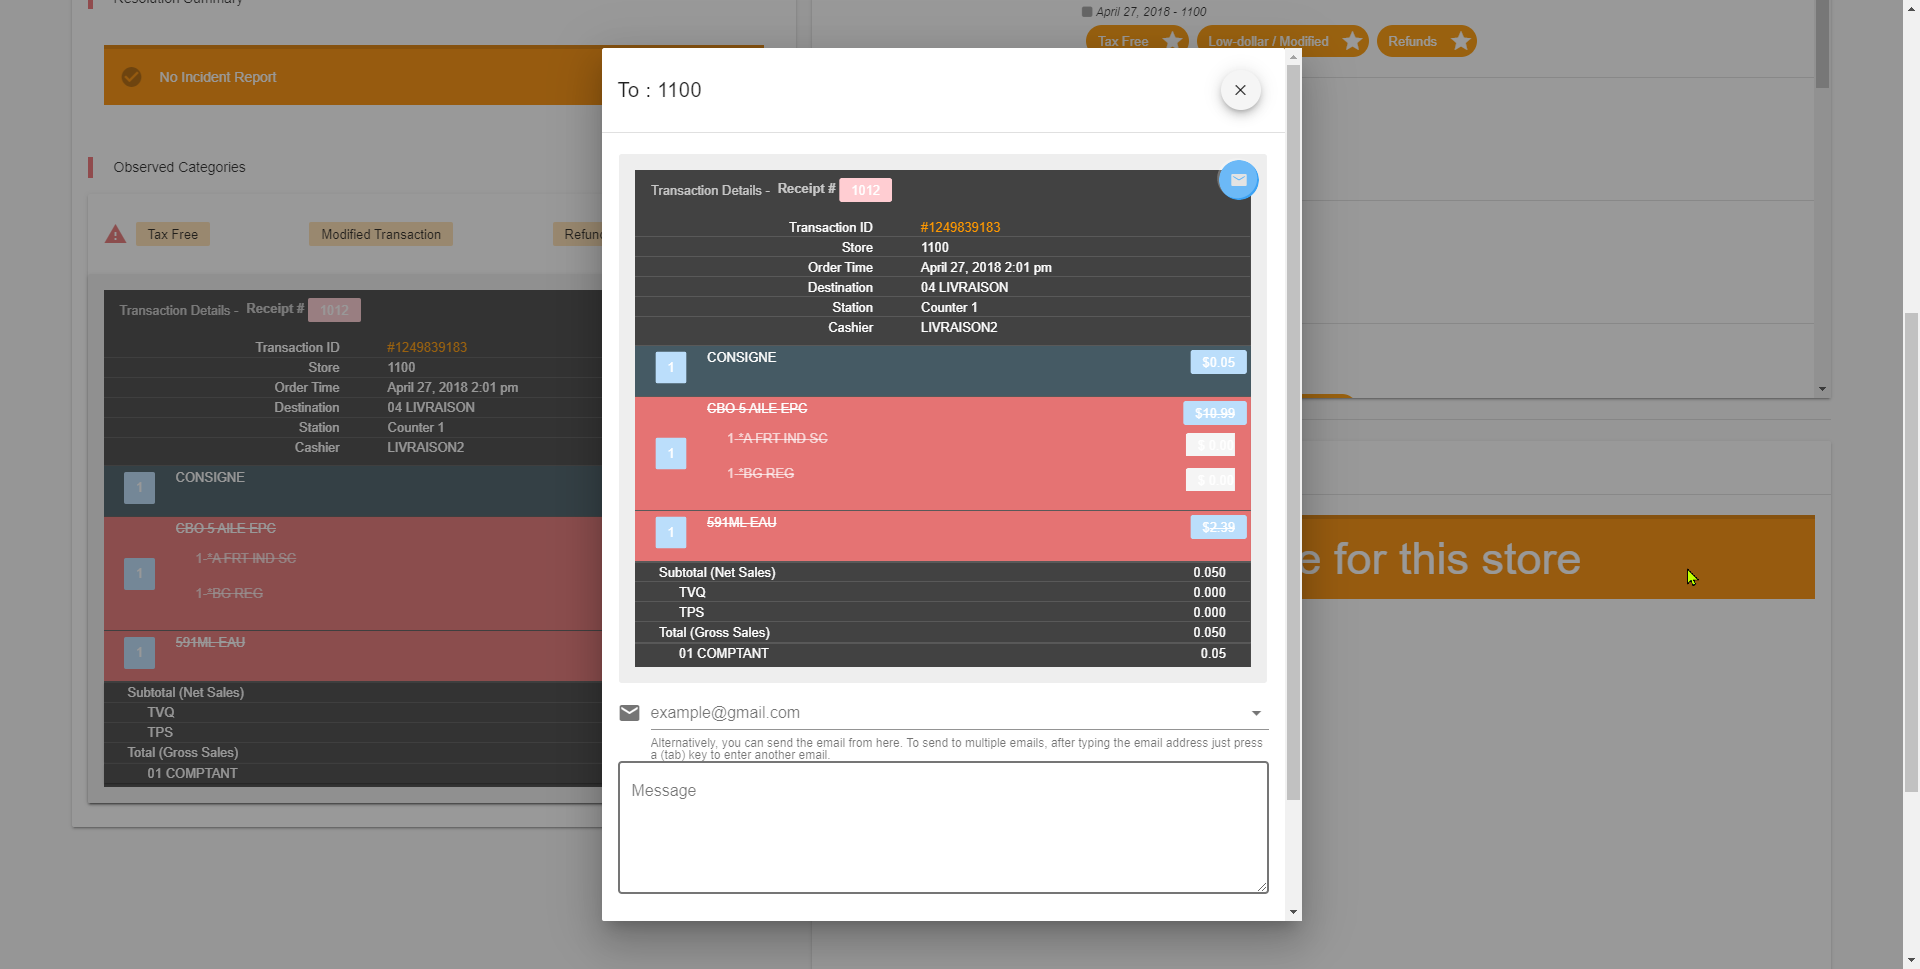 Resolution Summary
No Incident Report
Observed Categories
Tax Free
Modified Transaction
Transaction Details - Receipt # 1012
Transaction ID #1249839183
Store 1100
Order Time April 27, 2018 2:01 pm
Destination 04 LIVRAISON
Station Counter 1
Cashier LIVRAISON2
1 CONSIGNE
CBO 5 AILE EPC
1 1 *A FRT IND SC
1 *BG REG
1 591ML EAU
Subtotal (Net Sales)
TVQ
TPS
Total (Gross Sales)
01 COMPTANT
April 27, 2018 - 1100
Tax Free Low-dollar / Modified Refunds
e for this store
To : 1100
Transaction Details - Receipt # 1012
Transaction ID #1249839183
Store 1100
Order Time April 27, 2018 2:01 pm
Destination 04 LIVRAISON
Station Counter 1
Cashier LIVRAISON2
1 CONSIGNE $0.05
CBO 5 AILE EPC $10.99
1 *A FRT IND SC $ 0.00
1
1 *BG REG $ 0.00
1 591ML EAU $2.39
Subtotal (Net Sales) 0.050
TVQ 0.000
TPS 0.000
Total (Gross Sales) 0.050
01 COMPTANT 0.05
example@gmail.com
Alternatively, you can send the email from here. To send to multiple emails, after typing the email address just press
a (tab) key to enter another email.
Message